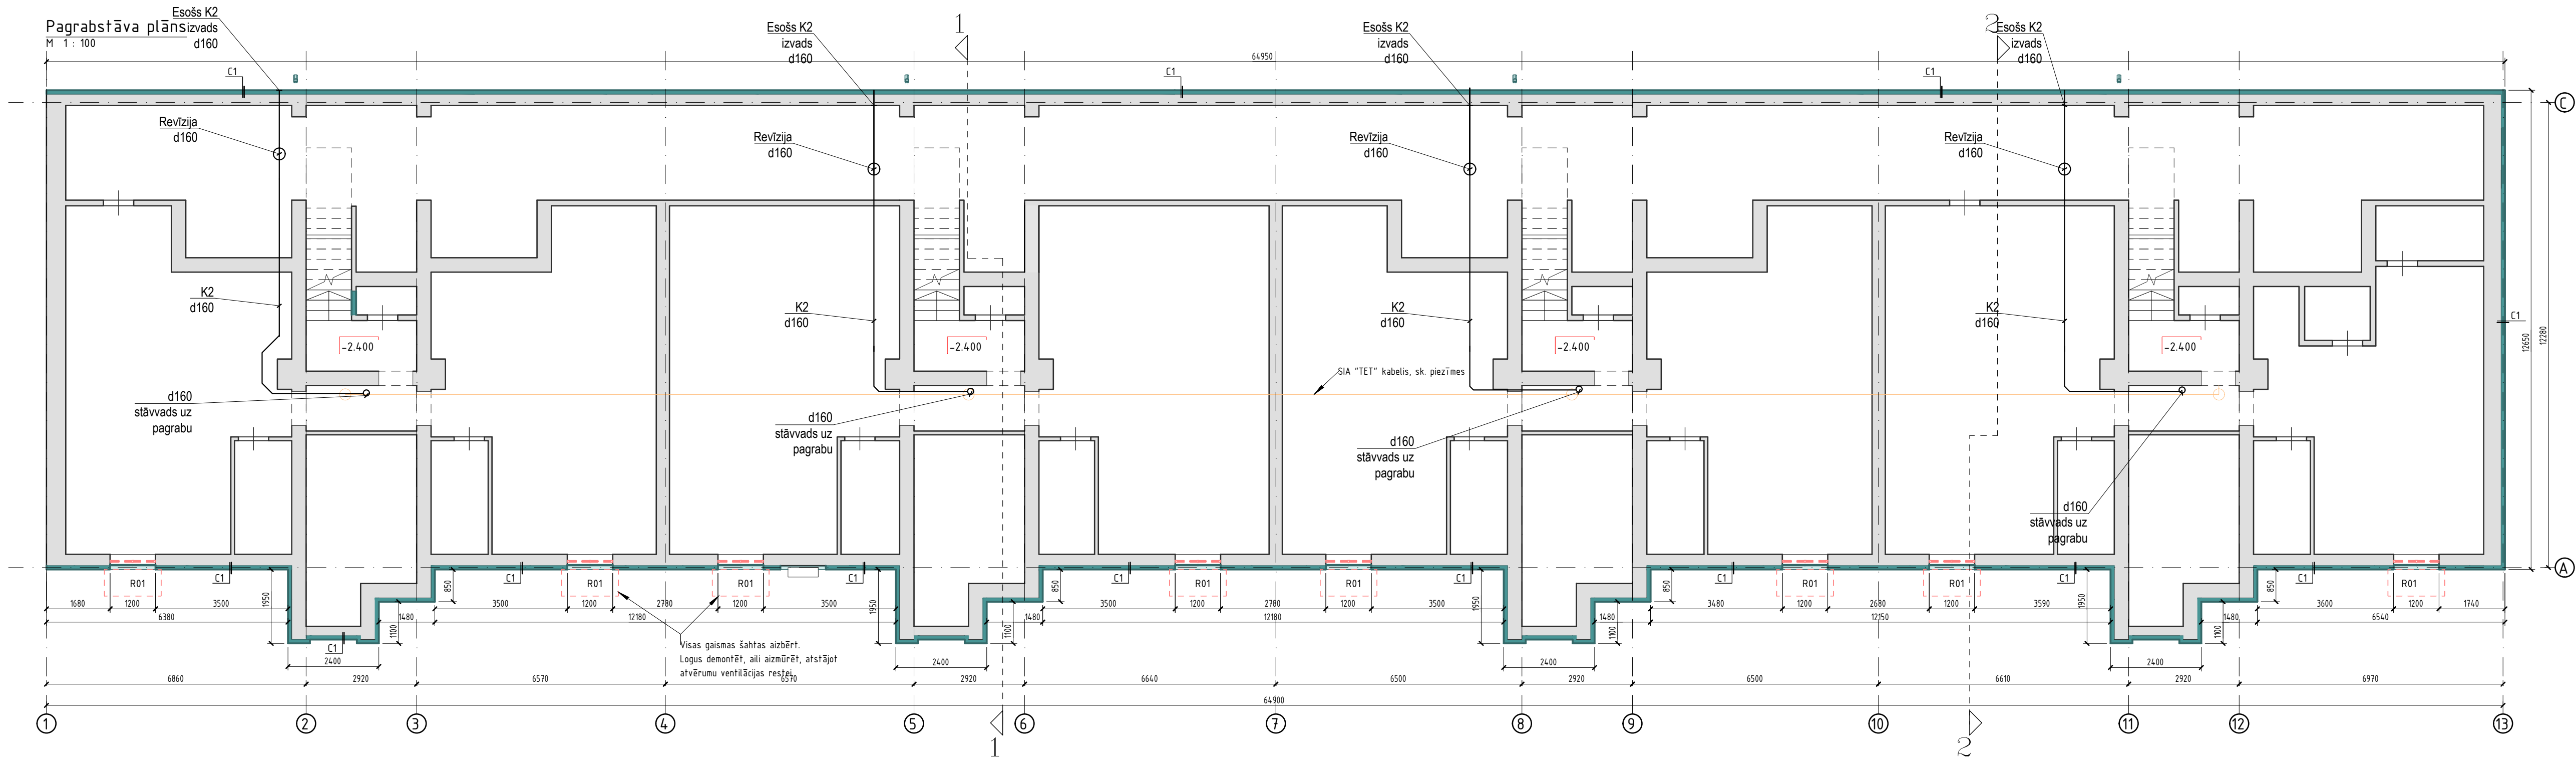 Pagrabstāva plāns
M 1 : 100
Esošs K2
izvads
d160
Esošs K2
izvads
d160
1
Esošs K2
izvads
d160
2
Esošs K2
izvads
d160
64950
C1
C1
C1
C
Revīzija
d160
Revīzija
d160
Revīzija
d160
Revīzija
d160
K2
d160
K2
d160
K2
d160
K2
d160
C1
12650
12280
-2.400
-2.400
-2.400
-2.400
SIA "TET" kabelis, sk. piezīmes
d160
stāvvads uz
pagrabu
d160
stāvvads uz
pagrabu
d160
stāvvads uz
pagrabu
d160
stāvvads uz
pagrabu
A
R01
C1
C1
R01
R01
C1
C1
R01
R01
C1
C1
R01
R01
C1
C1
R01
1950
850
1950
850
1950
850
1950
850
1680
1200
3500
3500
1200
2780
1200
3500
3500
1200
2780
1200
3500
3480
1200
2680
1200
3590
3600
1200
1740
6380
1480
12180
1480
12180
1480
12150
1480
6540
1100
1100
1100
1100
C1
2400
2400
2400
2400
Visas gaismas šahtas aizbērt.
Logus demontēt, aili aizmūrēt, atstājot
atvērumu ventilācijas restei.
6860
2920
6570
6570
2920
6640
6500
2920
6500
6610
2920
6970
64900
1
2
3
4
5
6
7
8
9
10
11
12
13
1
2